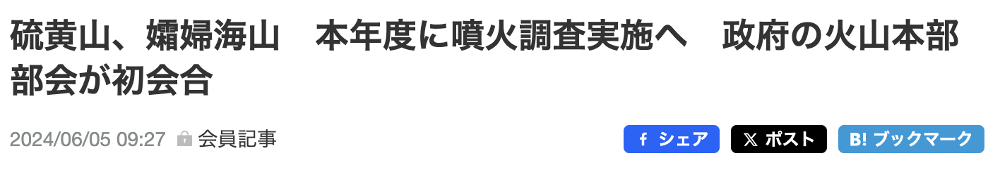 硫黄山、孀婦海山　本年度に噴火調査実施へ　政府の火山本部
部会が初会合
2024/06/05 09:27 会員記事 シェア ポスト B! ブックマーク